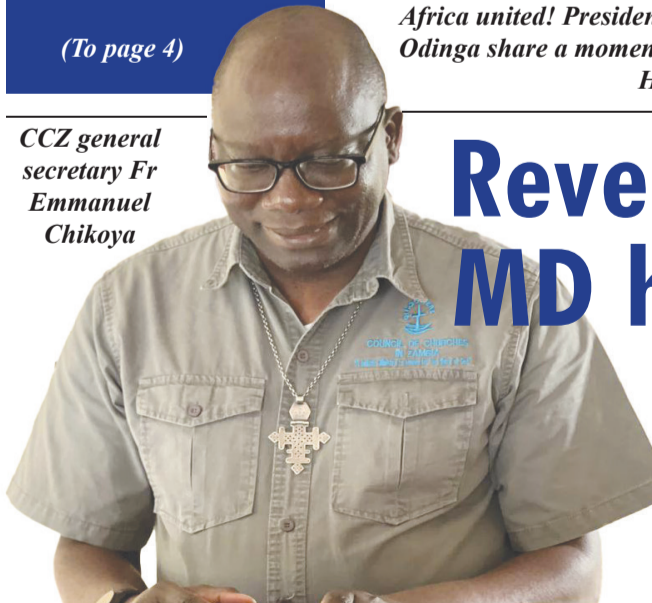 (To page 4)
Africa united! Presiden
Odinga share a momen
H
CCZ general
secretary Fr
Emmanuel
Chikoya
Reve
MD h
COUNCIL OF CHURCHES
IN ZAMBIA